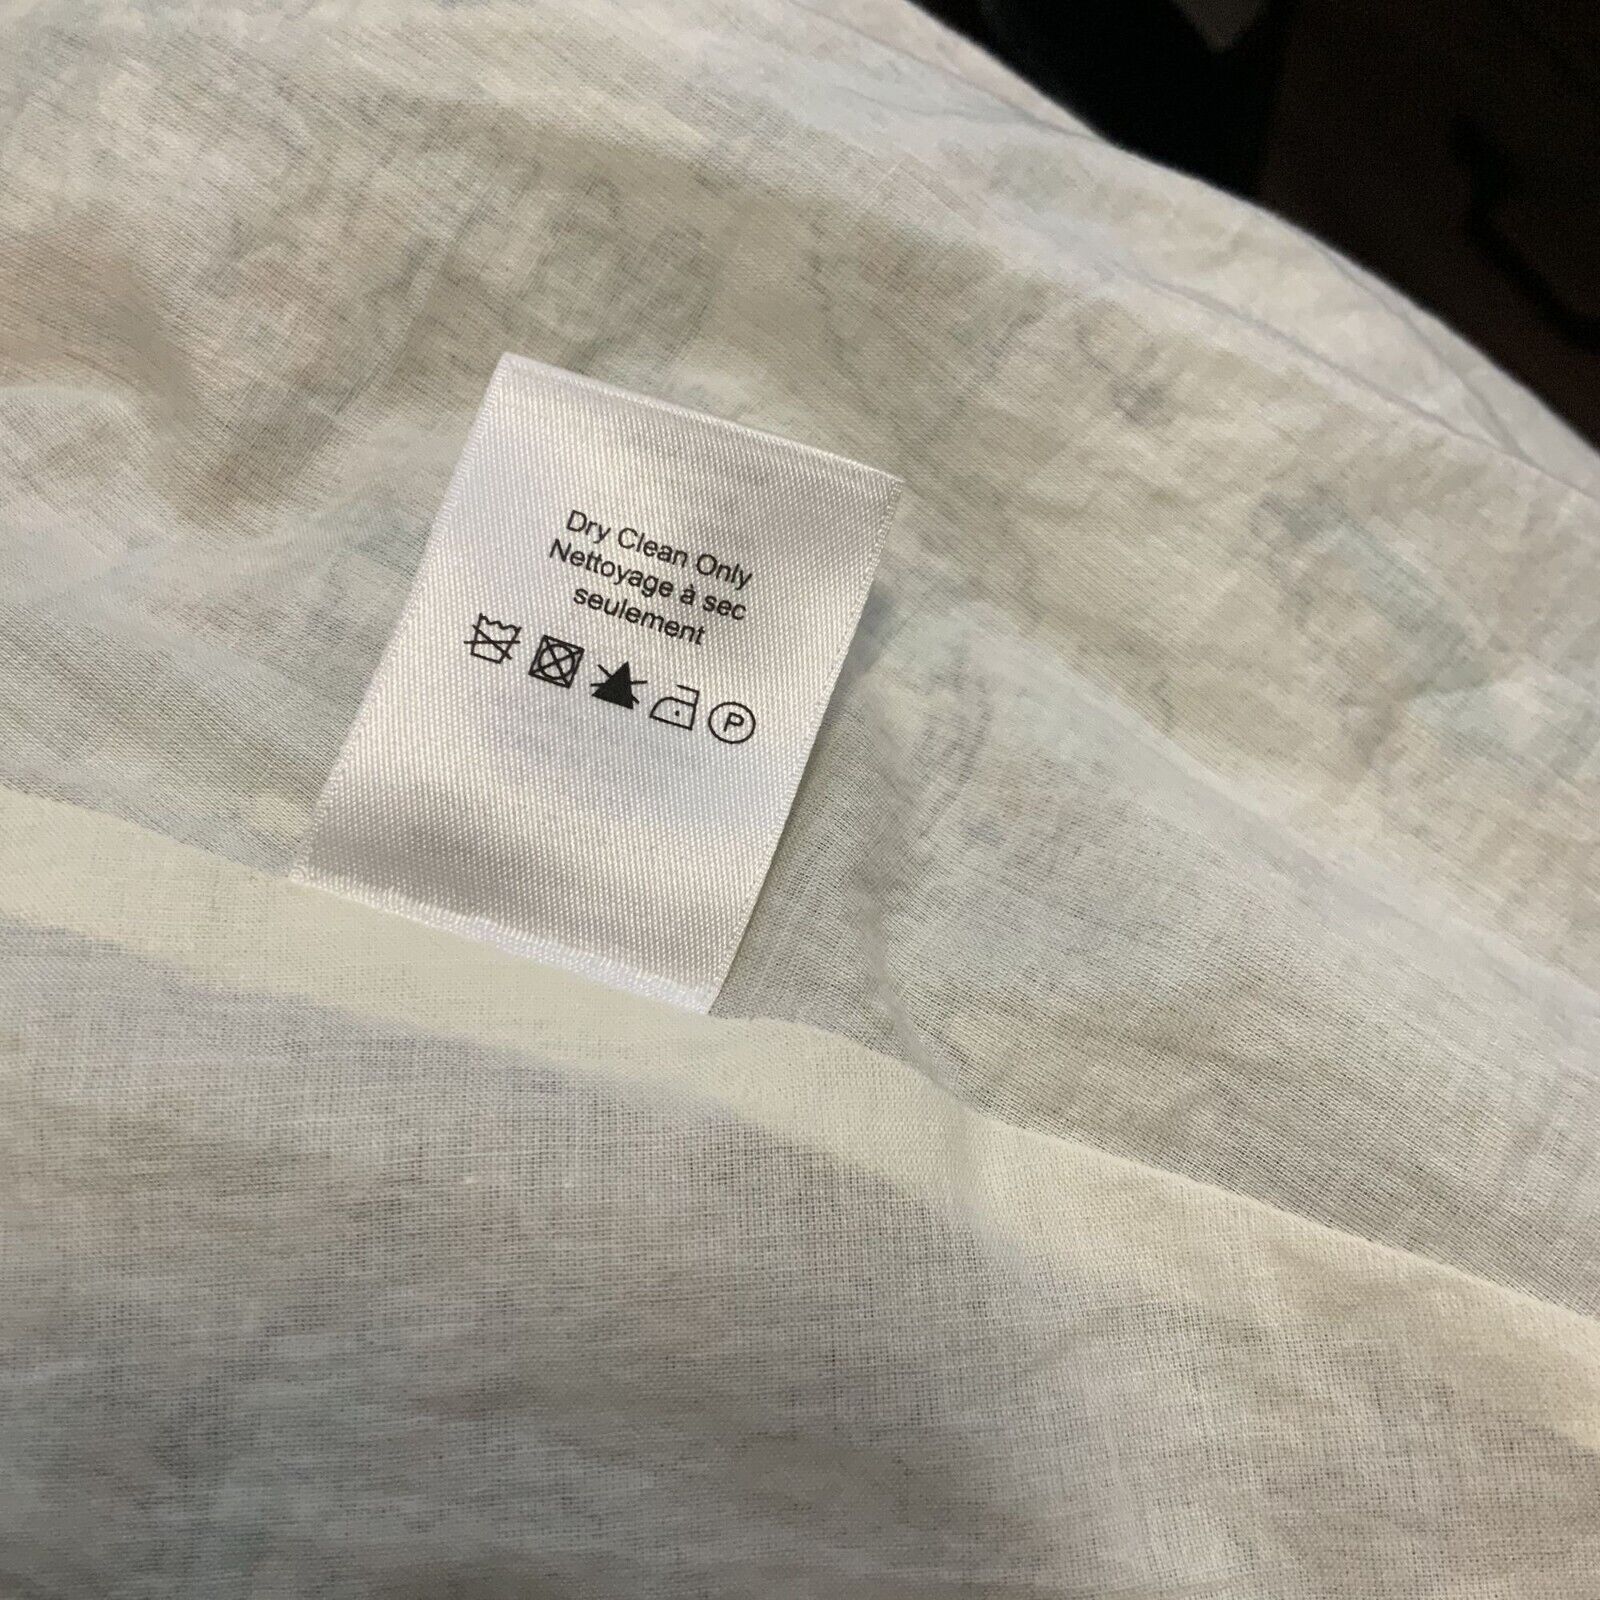 Dry Clean Only
Nettoyage à sec
seulement
P